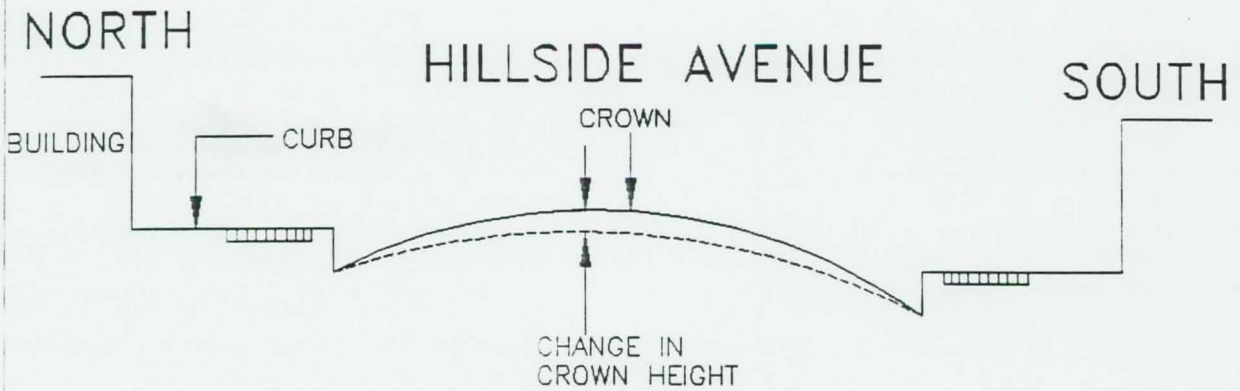 NORTH
HILLSIDE AVENUE
SOUTH
CROWN
BUILDING
CURB
CHANGE IN
CROWN HEIGHT